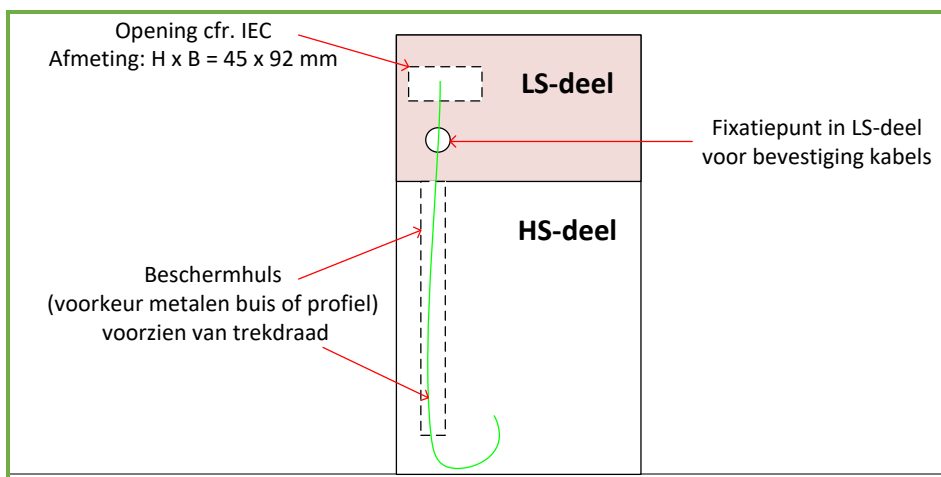 Opening cfr. IEC
Afmeting: H x B = 45 x 92 mm
LS-deel
Fixatiepunt in LS-deel
voor bevestiging kabels
HS-deel
Beschermhuls
(voorkeur metalen buis of profiel)
voorzien van trekdraad